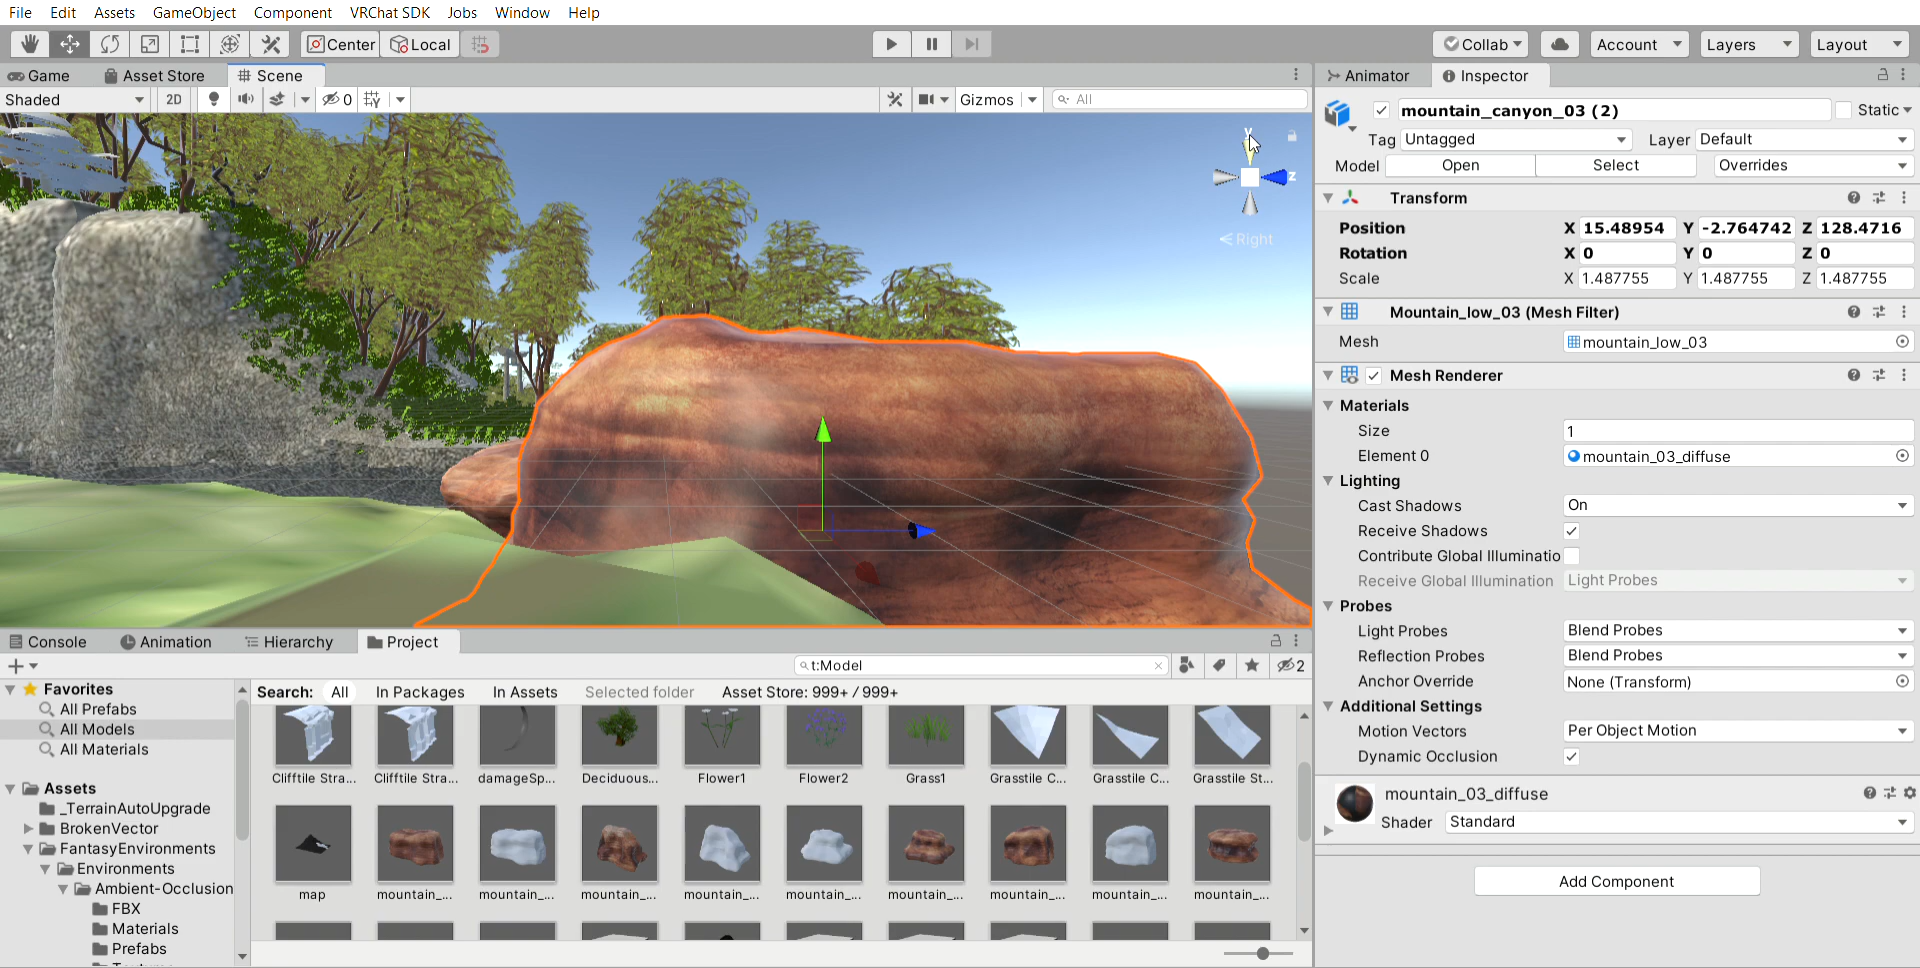 File Edit Assets GameObject Component VRChat SDK Jobs Window Help
Center Local Collab Account Layers Layout
Game Asset Store Scene
Shaded 2D 0 Gizmos All
y
z
Right
Animator Inspector
mountain_canyon_03 (2) Static
Tag Untagged Layer Default
Model Open Select Overrides
Transform
Position X 15.48954 Y -2.764742 Z 128.4716
Rotation X 0 Y 0 Z 0
Scale X 1.487755 Y 1.487755 Z 1.487755
Mountain_low_03 (Mesh Filter)
Mesh mountain_low_03
Mesh Renderer
Materials
Size 1
Element 0 mountain_03_diffuse
Lighting
Cast Shadows On
Receive Shadows
Contribute Global Illuminatio
Receive Global Illumination Light Probes
Probes
Light Probes Blend Probes
Reflection Probes Blend Probes
Anchor Override None (Transform)
Additional Settings
Motion Vectors Per Object Motion
Dynamic Occlusion
mountain_03_diffuse
Shader Standard
Add Component
Console Animation Hierarchy Project
t:Model 2
Favorites
All Prefabs
All Models
All Materials
Assets
_TerrainAutoUpgrade
BrokenVector
FantasyEnvironments
Environments
Ambient-Occlusion
FBX
Materials
Prefabs
Search: All In Packages In Assets Selected folder Asset Store: 999+ / 999+
Clifftile Stra... Clifftile Stra... damageSp... Deciduous... Flower1 Flower2 Grass1 Grasstile C... Grasstile C... Grasstile St...
map mountain_... mountain_... mountain_... mountain_... mountain_... mountain_... mountain_... mountain_... mountain_...